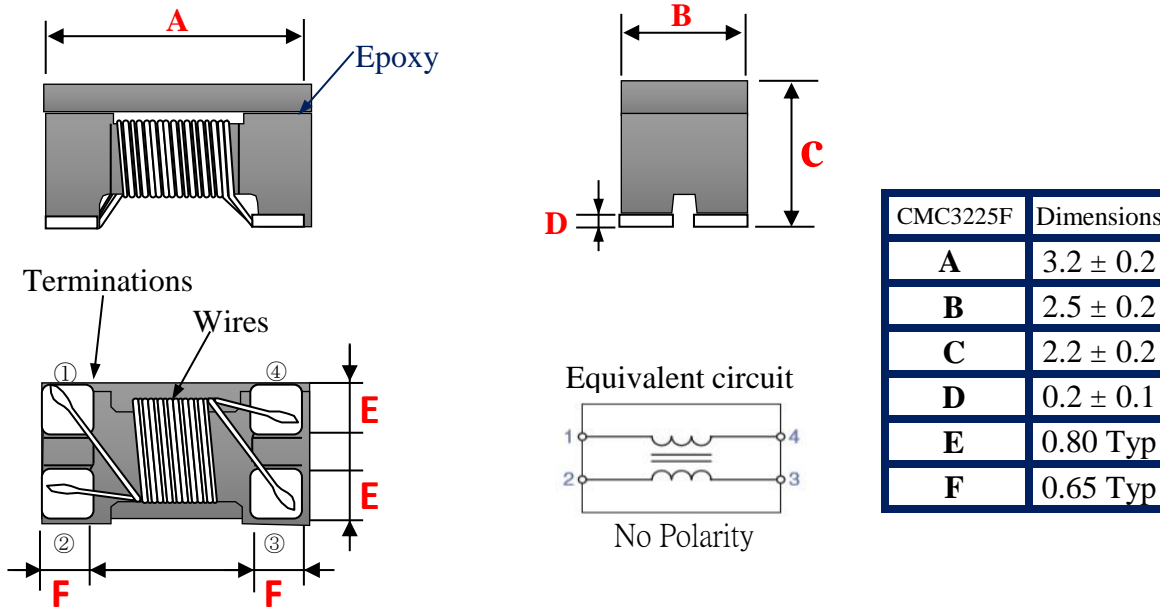 A
B
Epoxy
C
D
CMC3225F Dimensions
A 3.2 ± 0.2
B 2.5 ± 0.2
C 2.2 ± 0.2
D 0.2 ± 0.1
E 0.80 Typ
F 0.65 Typ
Terminations
Wires
① ④
E
E
② ③
F F
Equivalent circuit
1 4
2 3
No Polarity